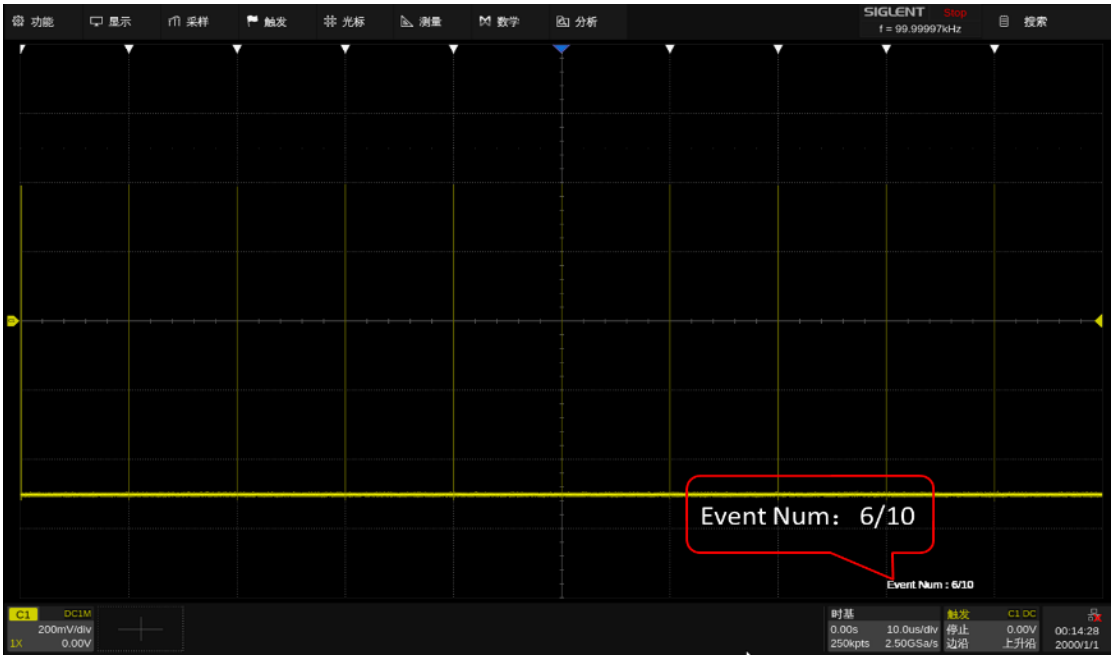 功能 显示 采样 触发 光标 测量 数学 分析 SIGLENT Stop 搜索
f = 99.99997kHz
Event Num: 6/10
Event Num : 6/10
C1 DC1M 时基 触发 C1 DC
200mV/div 0.00s 10.0us/div 停止 0.00V 00:14:28
1X 0.00V 250kpts 2.50GSa/s 边沿 上升沿 2000/1/1